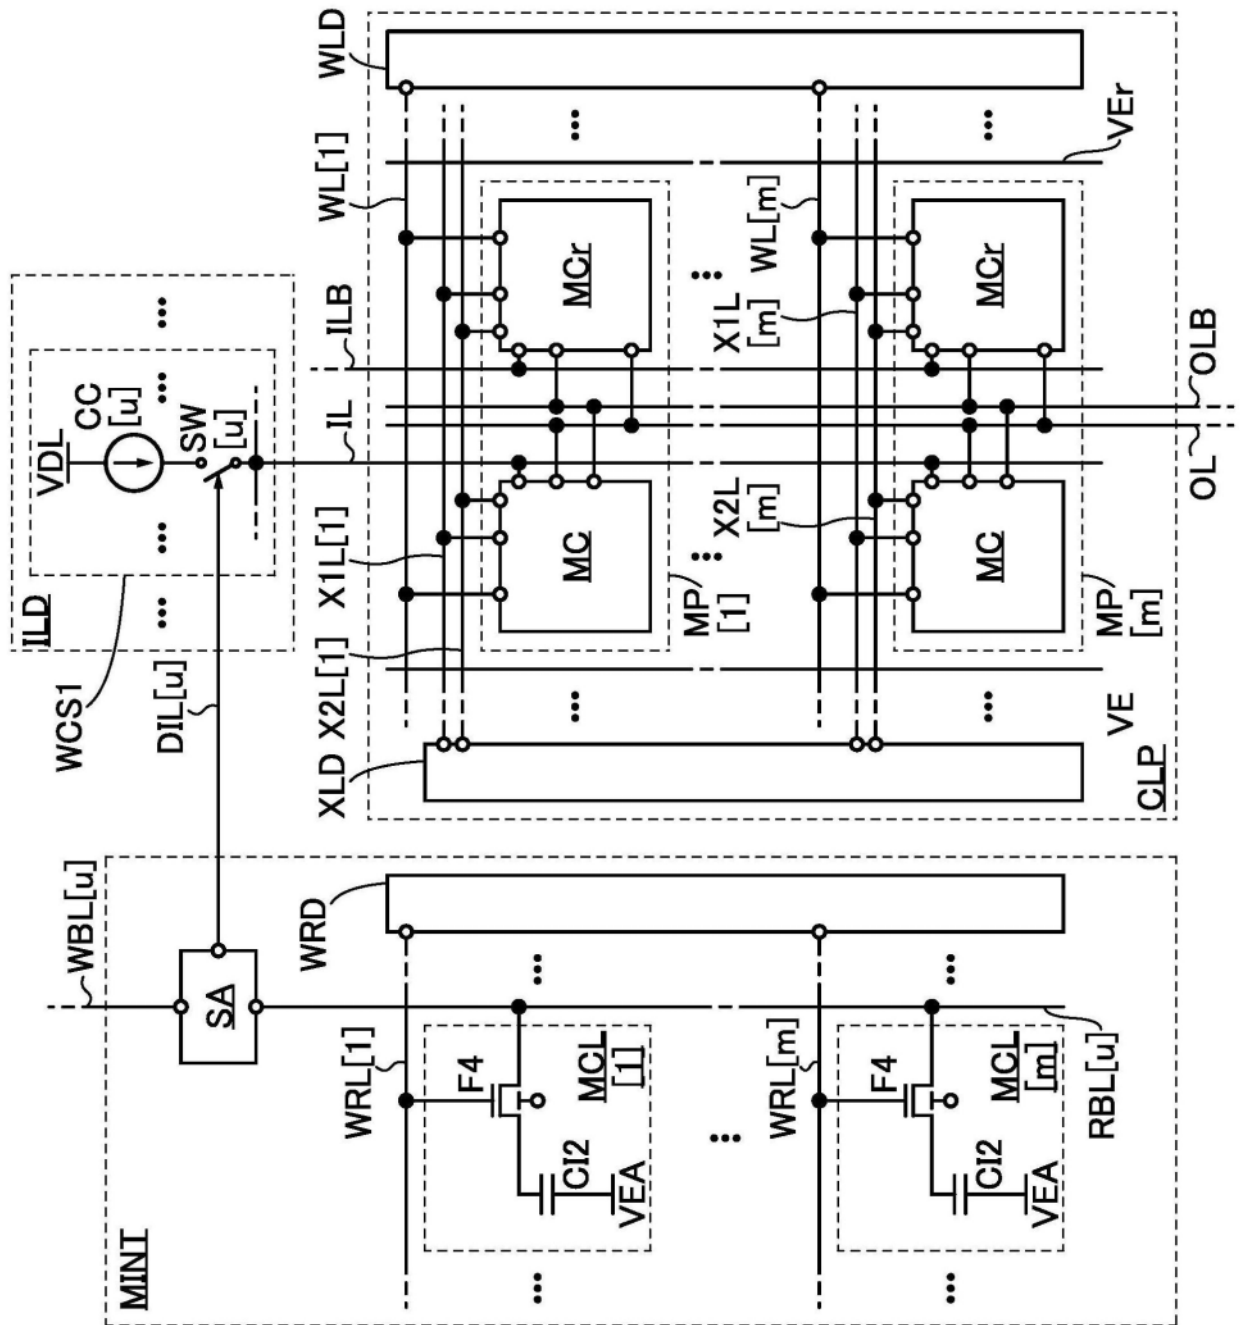 ILD
VDL
CC
[u]
SW
[u]
WCS1
DIL[u]
X2L[1]
X1L[1]
IL
ILB
WL[1]
WLD
XLD
MC
MCr
MP
[1]
X2L
[m]
X1L
[m]
WL[m]
VEr
MC
MCr
MP
[m]
VE
CLP
OL
OLB
MINT
WBL[u]
SA
WRD
WRL[1]
F4
MCL
[1]
CI2
VEA
WRL[m]
F4
MCL
[m]
CI2
VEA
RBL[u]